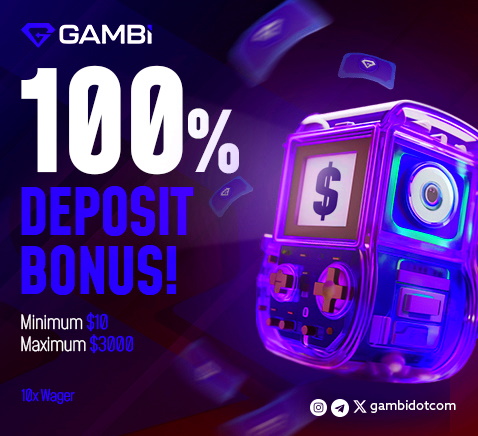 GAMBi
100%
DEPOSIT
BONUS!
Minimum $10
Maximum $3000
10x Wager
$
gambidotcom